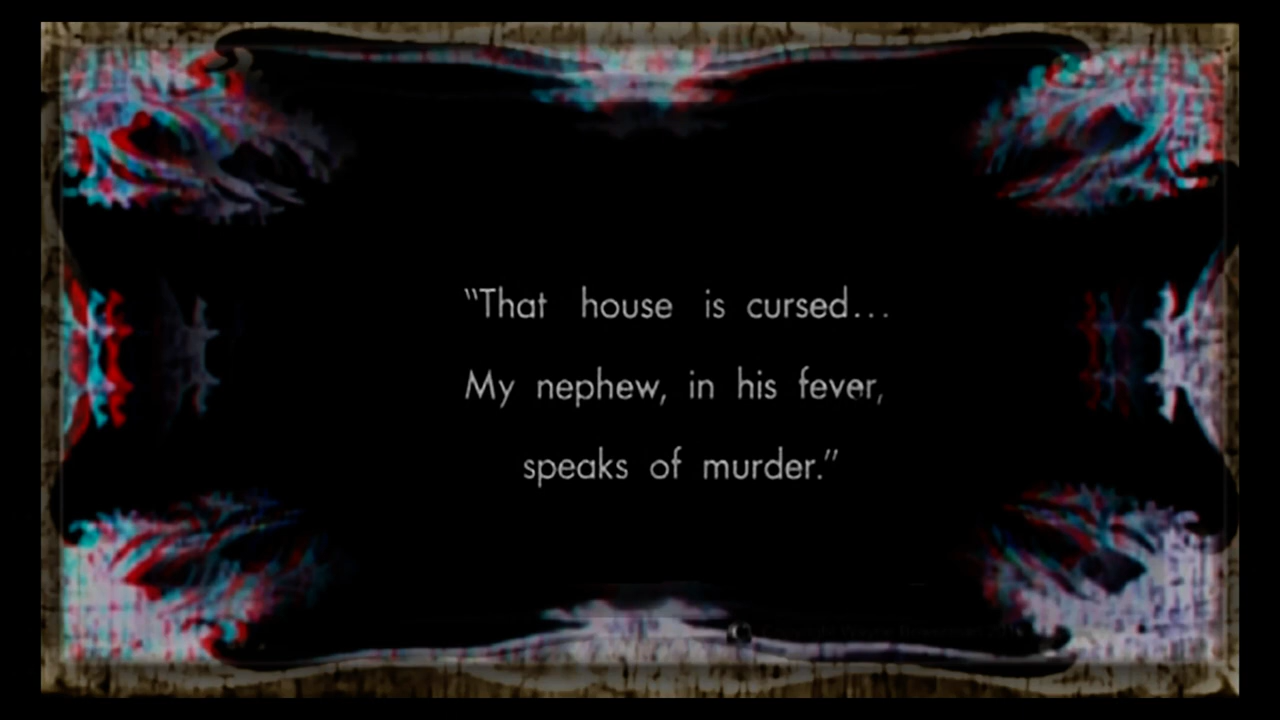 “That house is cursed...
My nephew, in his fever,
speaks of murder.”